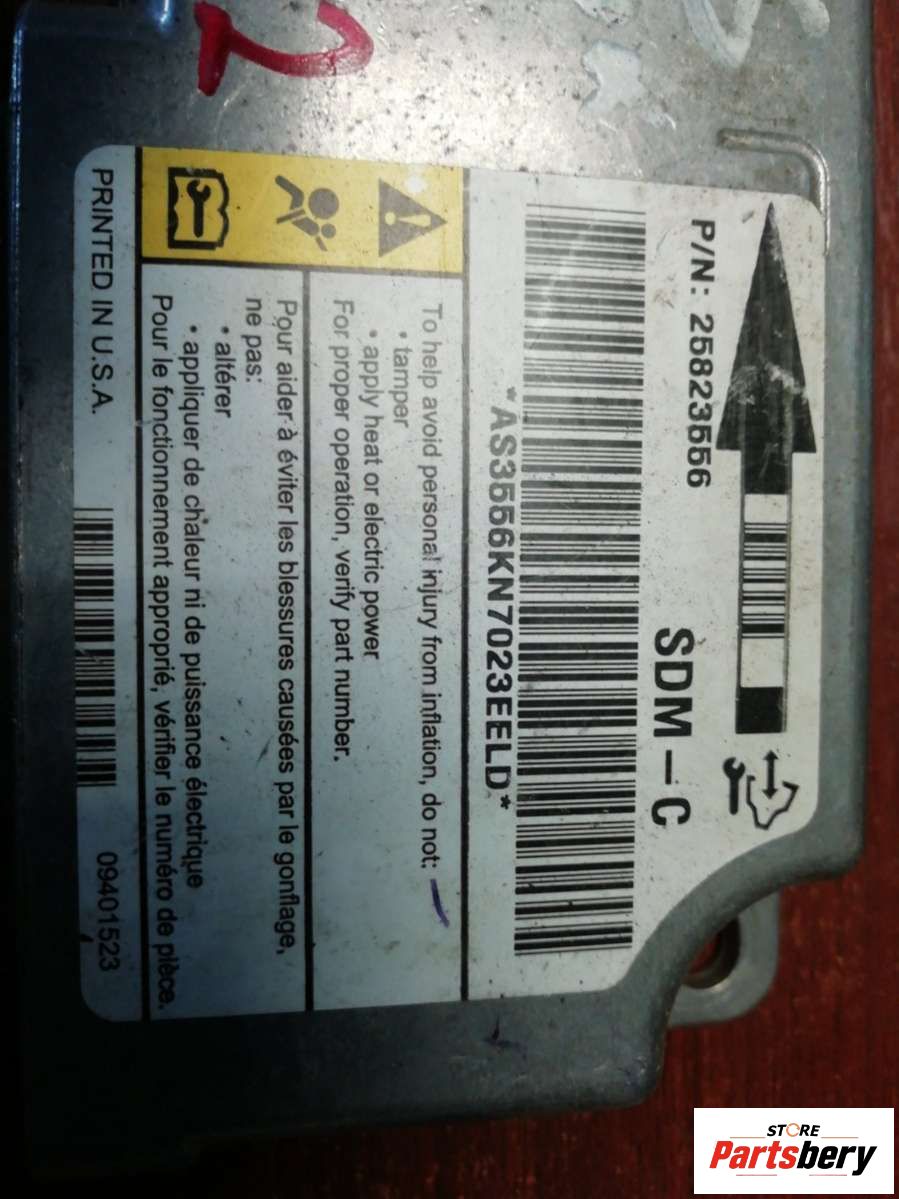 2
P/N: 25823556
SDM-C
*AS3556KN7023EELD*
To help avoid personal injury from inflation, do not:
• tamper
• apply heat or electric power
For proper operation, verify part number.
Pour aider à éviter les blessures causées par le gonflage,
ne pas:
• altérer
• appliquer de chaleur ni de puissance électrique
Pour le fonctionnement approprié, vérifier le numéro de pièce.
PRINTED IN U.S.A.
09401523
STORE
Partsbery